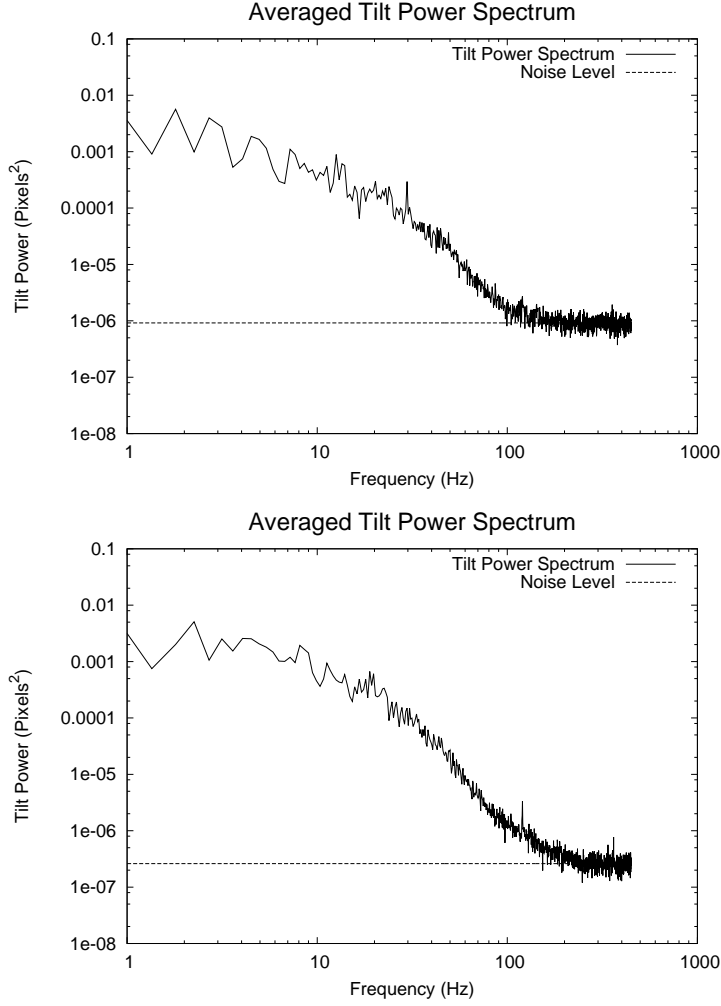 Averaged Tilt Power Spectrum
Tilt Power Spectrum
Noise Level
Tilt Power (Pixels²)
0.1
0.01
0.001
0.0001
1e-05
1e-06
1e-07
1e-08
1 10 100 1000
Frequency (Hz)
Averaged Tilt Power Spectrum
Tilt Power Spectrum
Noise Level
Tilt Power (Pixels²)
0.1
0.01
0.001
0.0001
1e-05
1e-06
1e-07
1e-08
1 10 100 1000
Frequency (Hz)